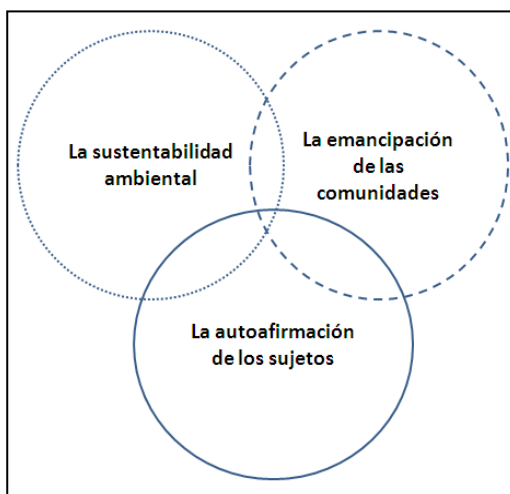 La sustentabilidad
ambiental
La emancipación
de las
comunidades
La autoafirmación
de los sujetos